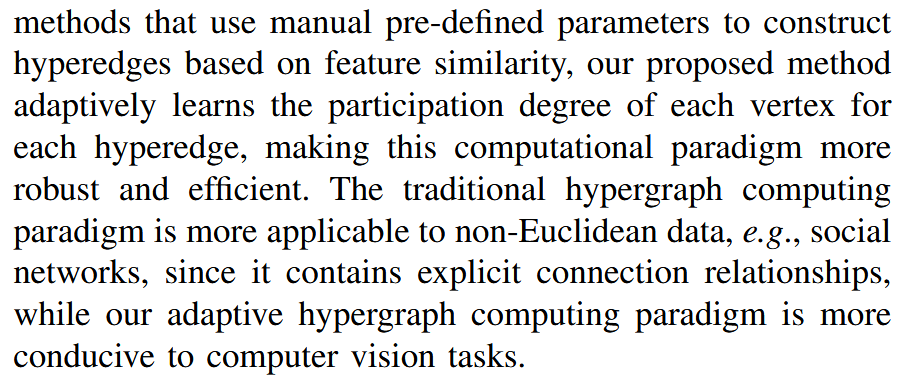 methods that use manual pre-defined parameters to construct
hyperedges based on feature similarity, our proposed method
adaptively learns the participation degree of each vertex for
each hyperedge, making this computational paradigm more
robust and efficient. The traditional hypergraph computing
paradigm is more applicable to non-Euclidean data, e.g., social
networks, since it contains explicit connection relationships,
while our adaptive hypergraph computing paradigm is more
conducive to computer vision tasks.